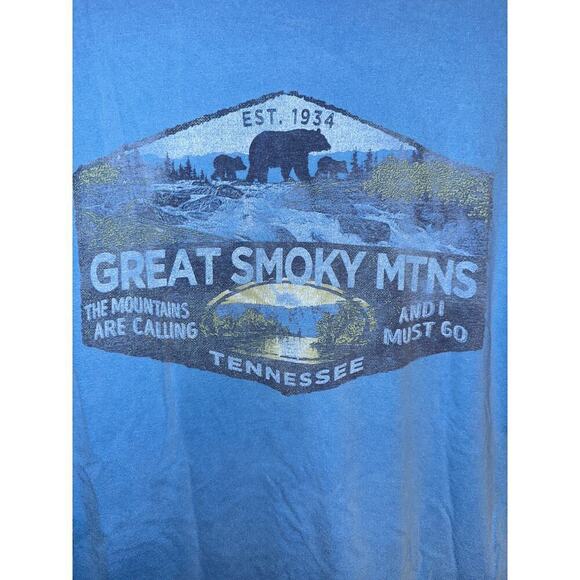 EST. 1934
GREAT SMOKY MTNS
THE MOUNTAINS
ARE CALLING
AND I
MUST GO
TENNESSEE